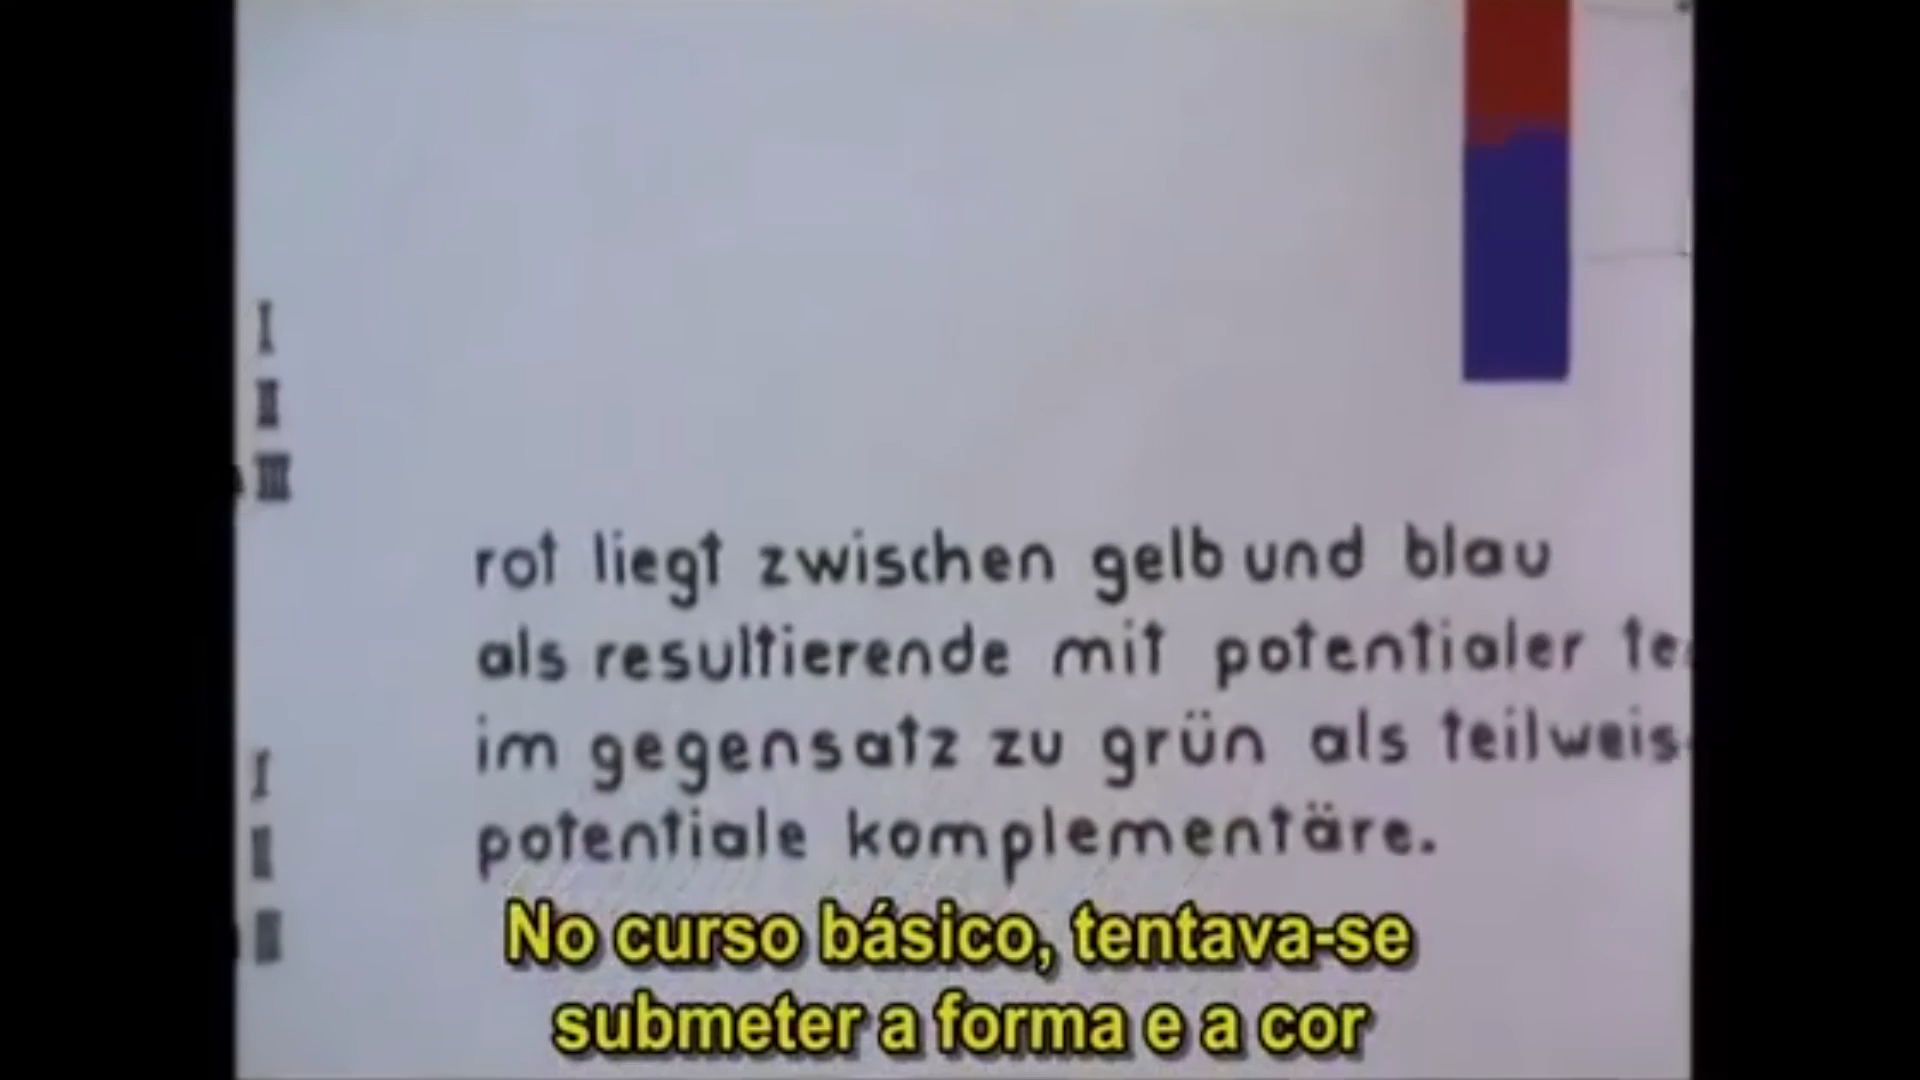 I
II
III
rot liegt zwischen gelb und blau
als resultierende mit potentialer
im gegensatz zu grün als
potentiale komplementäre.
I
II
III
No curso básico, tentava-se
submeter a forma e a cor